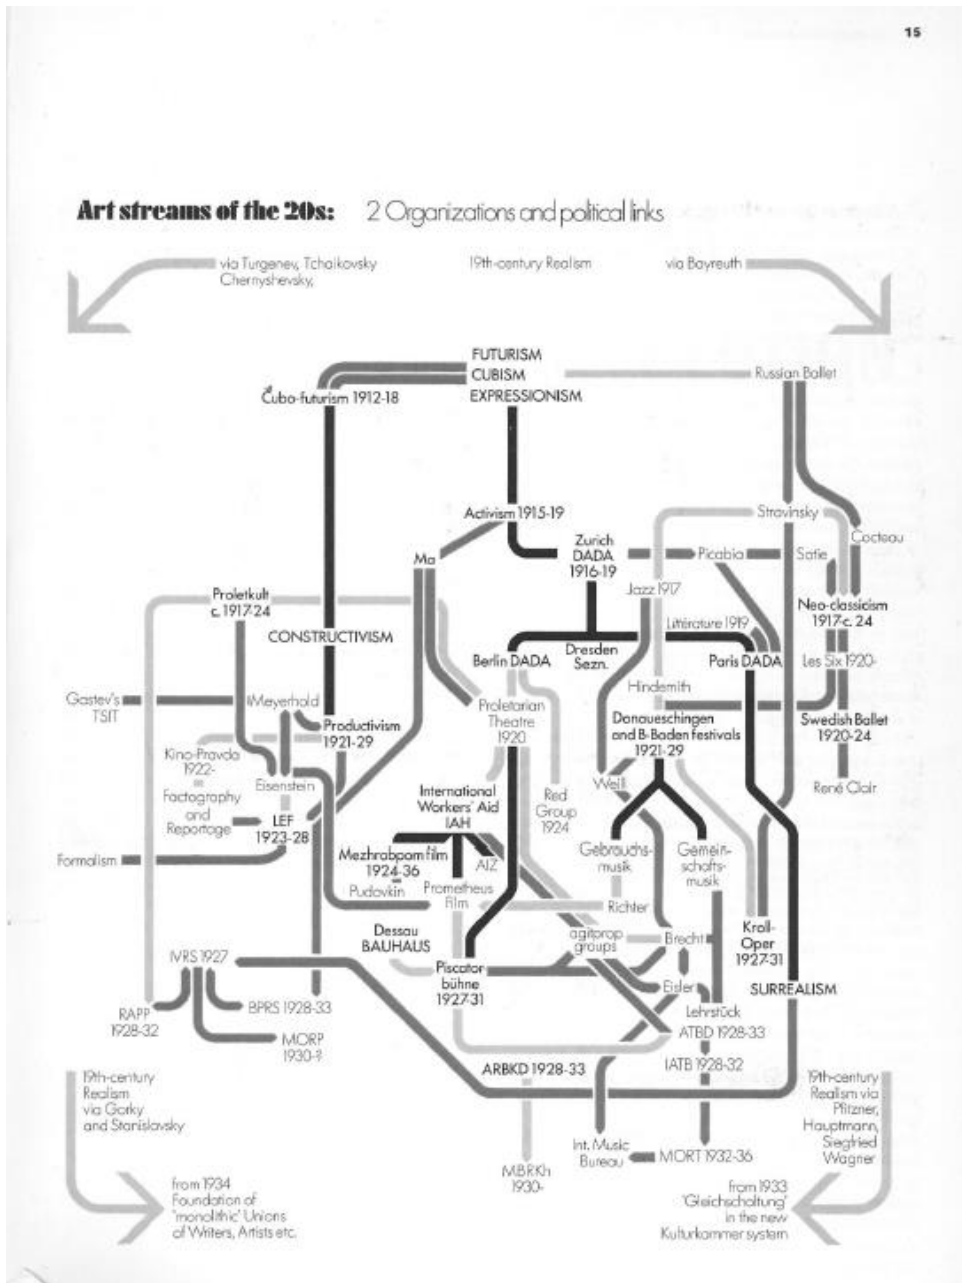 15
Art streams of the 20s: 2 Organizations and political links
via Turgenev, Tchaikovsky
Chernyshevsky,
19th-century Realism
via Bayreuth
FUTURISM
CUBISM
EXPRESSIONISM
Russian Ballet
Cubo-futurism 1912-18
Activism 1915-19
Stravinsky
Cocteau
Zurich
DADA
1916-19
Picabia
Satie
Ma
Jazz 1917
Proletkult
c. 1917-24
Neo-classicism
1917-c. 24
Littérature 1919
CONSTRUCTIVISM
Dresden
Sezn.
Berlin DADA
Paris DADA
Les Six 1920-
Gastev's
TSIT
Meyerhold
Hindemith
Proletarian
Theatre
1920
Productivism
1921-29
Donaueschingen
and B-Baden festivals
1921-29
Swedish Ballet
1920-24
Kino-Pravda
1922-
Eisenstein
Weill
René Clair
Factography
and
Reportage
International
Workers' Aid
IAH
Red
Group
1924
LEF
1923-28
Formalism
Mezhrabpom film
1924-36
AIZ
Gebrauchs-
musik
Gemein-
schafts-
musik
Pudovkin
Prometheus
Film
Richter
Dessau
BAUHAUS
agitprop
groups
Brecht
Kroll-
Oper
1927-31
IVRS 1927
Piscator-
bühne
1927-31
Eisler
SURREALISM
RAPP
1928-32
BPRS 1928-33
Lehrstück
ATBD 1928-33
MORP
1930-?
ARBKD 1928-33
IATB 1928-32
19th-century
Realism
via Gorky
and Stanislavsky
19th-century
Realism via
Pfitzner,
Hauptmann,
Siegfried
Wagner
Int. Music
Bureau
MORT 1932-36
MBRKh
1930-
from 1934
Foundation of
'monolithic' Unions
of Writers, Artists etc.
from 1933
'Gleichschaltung'
in the new
Kulturkammer system